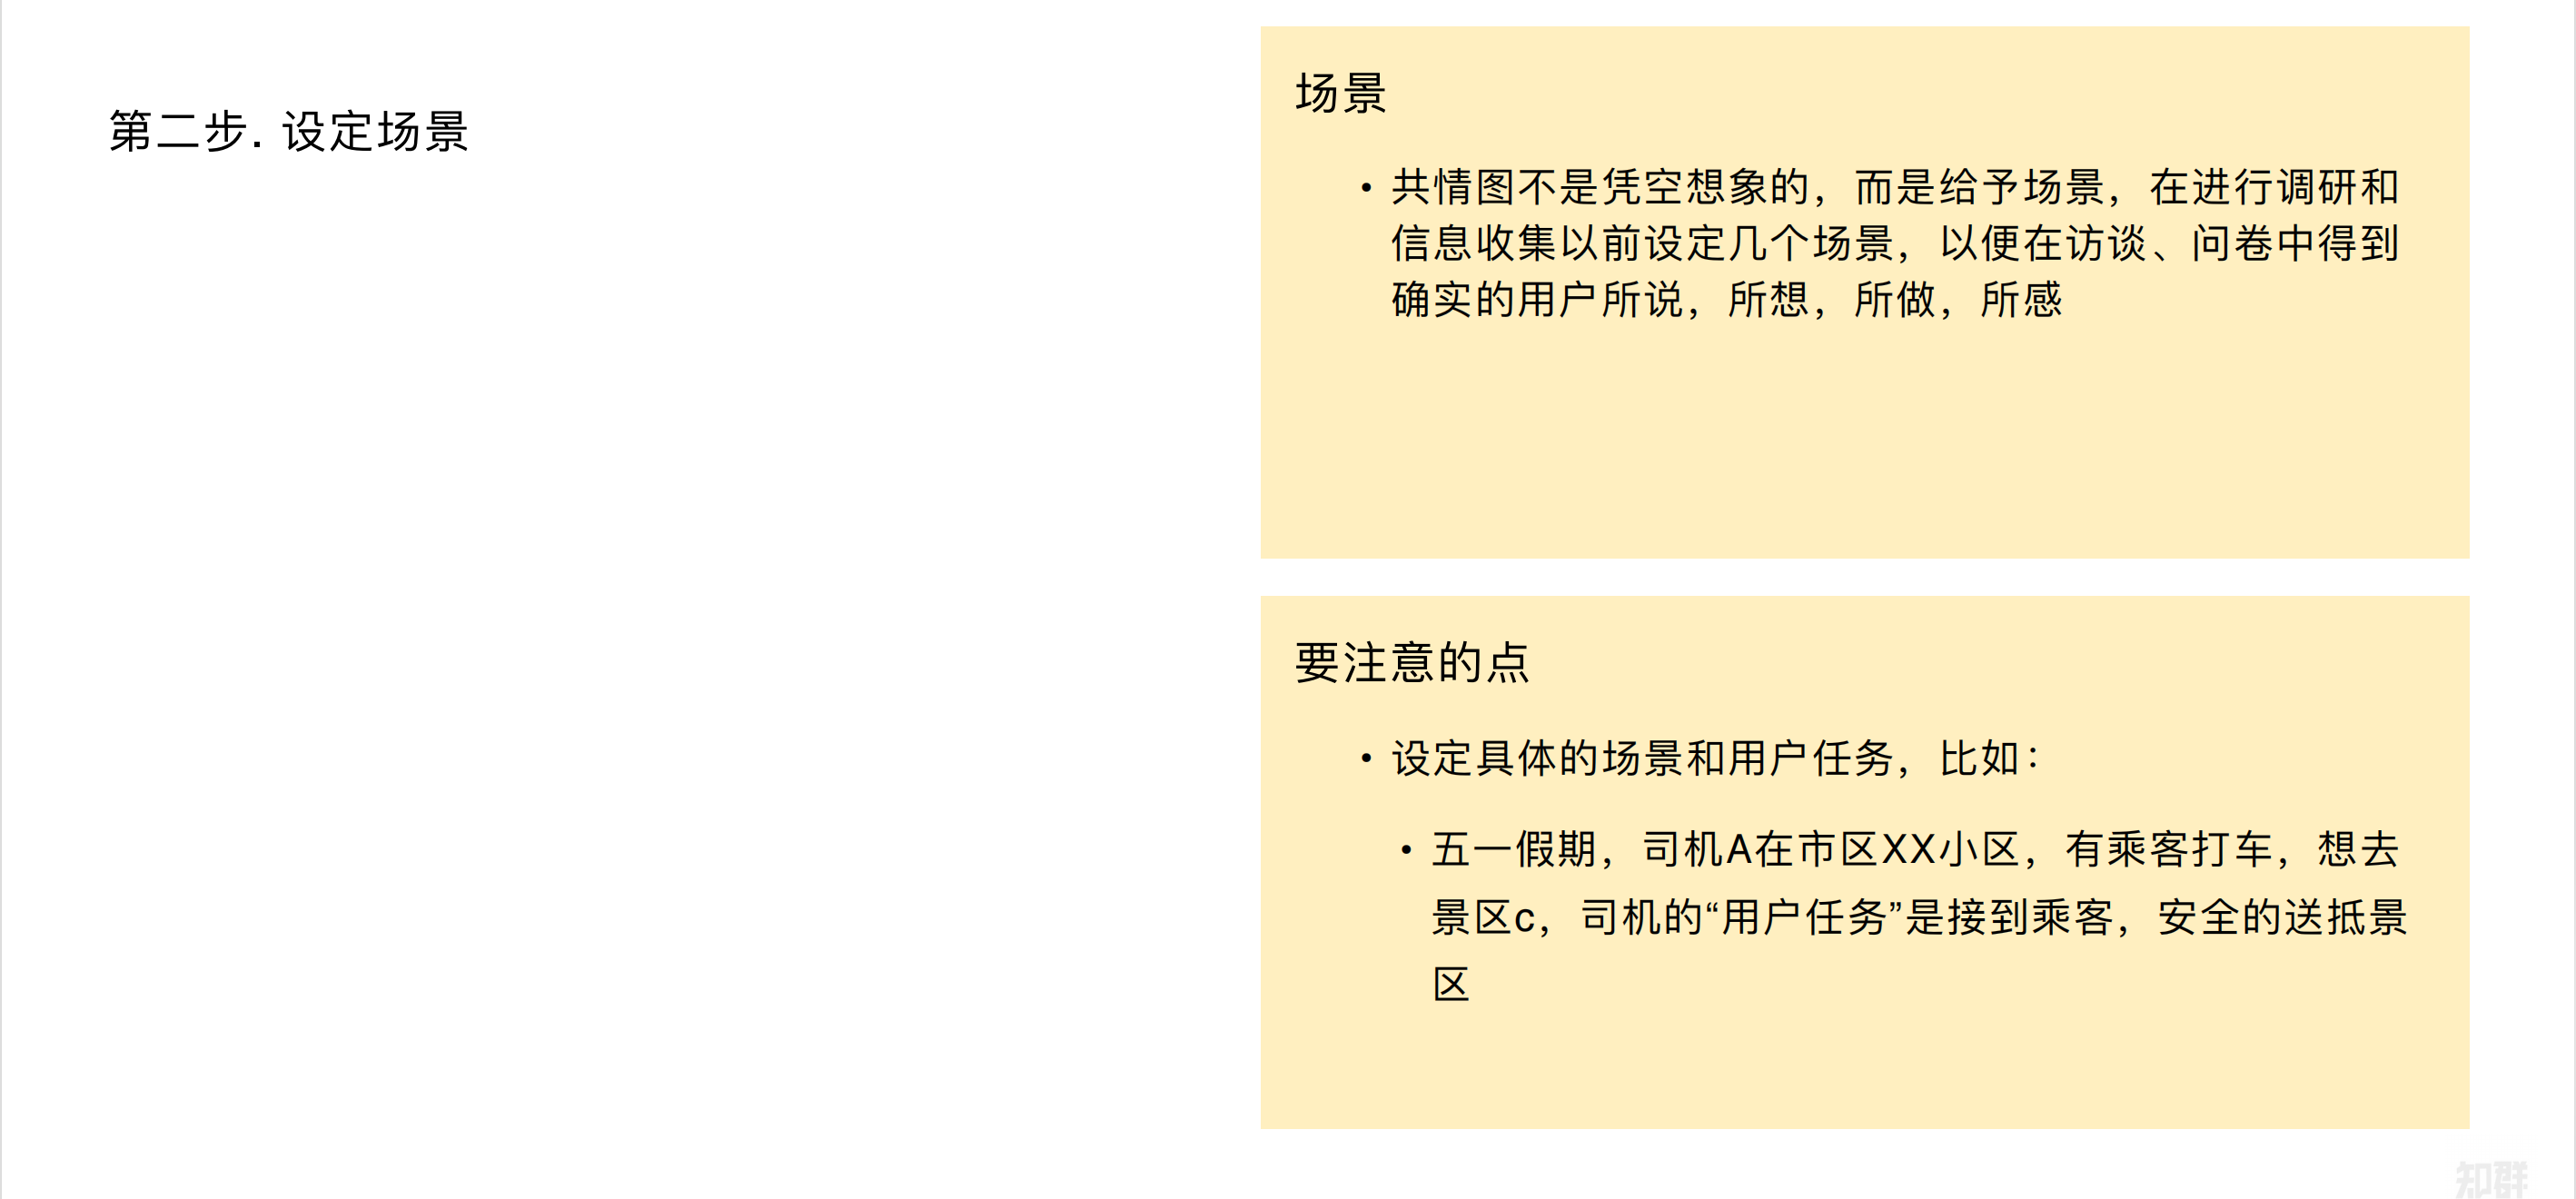 第二步. 设定场景
场景
• 共情图不是凭空想象的，而是给予场景，在进行调研和
信息收集以前设定几个场景，以便在访谈、问卷中得到
确实的用户所说，所想，所做，所感
要注意的点
• 设定具体的场景和用户任务，比如：
• 五一假期，司机A在市区XX小区，有乘客打车，想去
景区c，司机的“用户任务”是接到乘客，安全的送抵景
区
知群